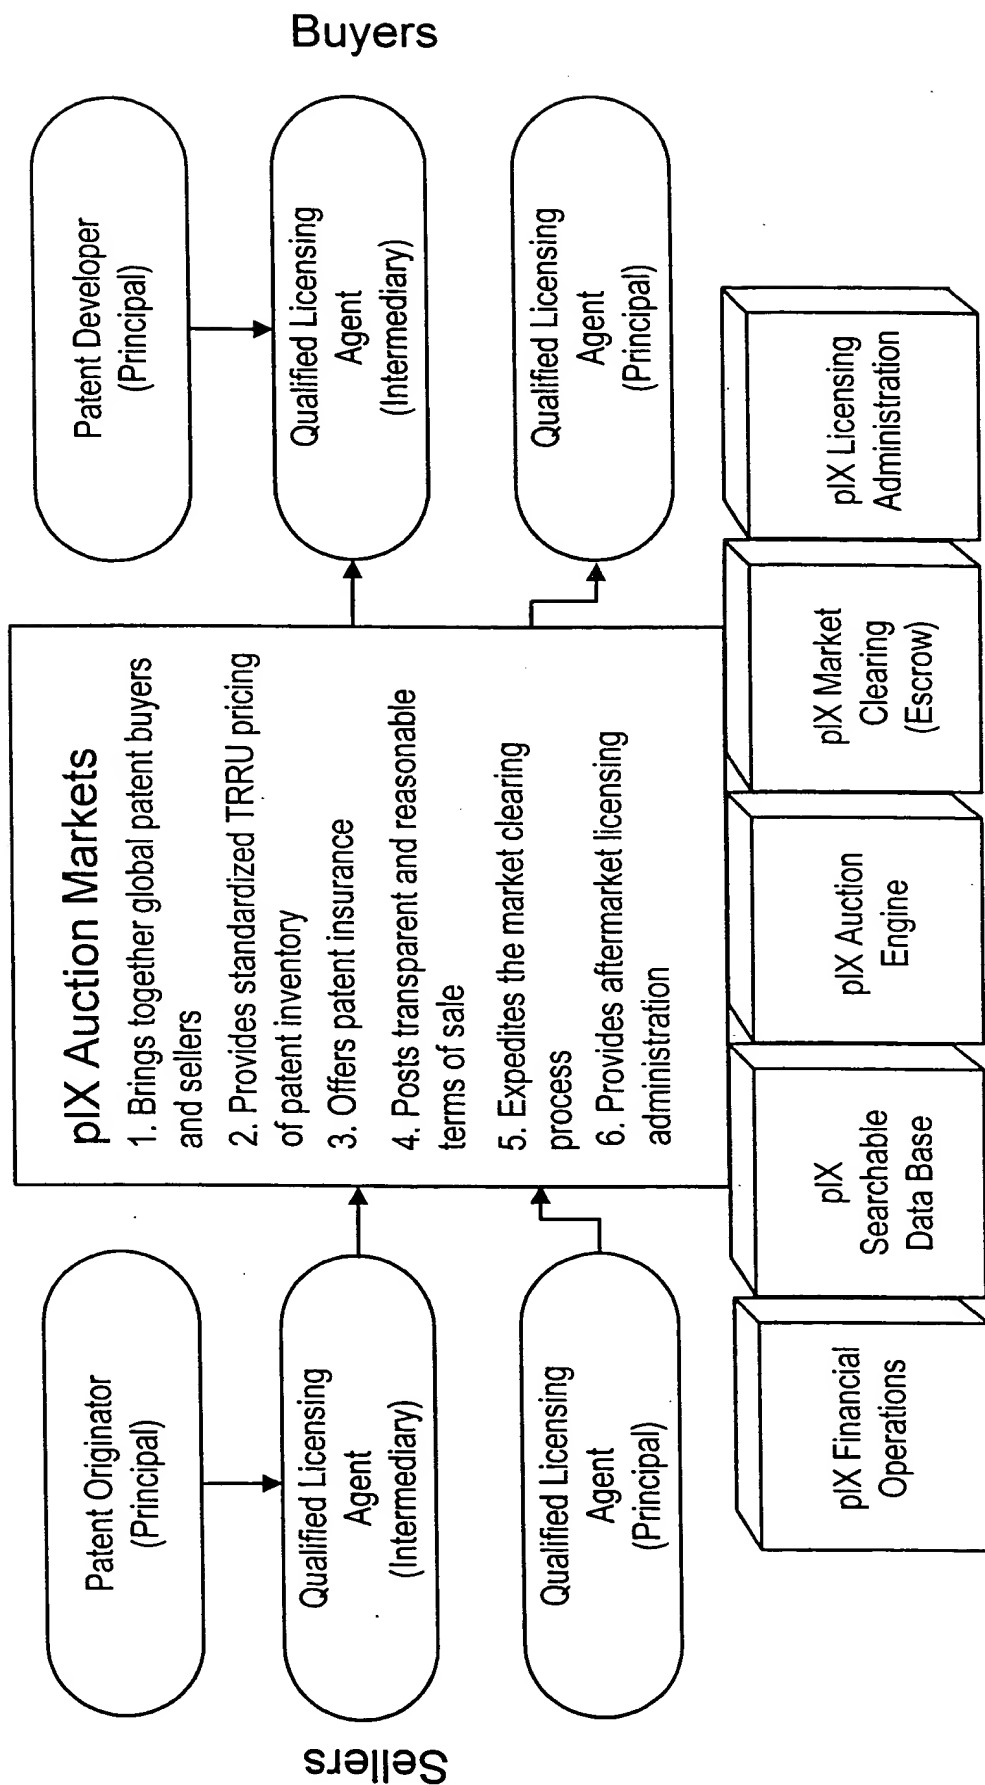 Sellers
Patent Originator
(Principal)
Qualified Licensing
Agent
(Intermediary)
Qualified Licensing
Agent
(Principal)
pIX Auction Markets
1. Brings together global patent buyers
and sellers
2. Provides standardized TRRU pricing
of patent inventory
3. Offers patent insurance
4. Posts transparent and reasonable
terms of sale
5. Expedites the market clearing
process
6. Provides aftermarket licensing
administration
Patent Developer
(Principal)
Qualified Licensing
Agent
(Intermediary)
Qualified Licensing
Agent
(Principal)
Buyers
pIX Financial
Operations
pIX
Searchable
Data Base
pIX Auction
Engine
pIX Market
Clearing
(Escrow)
pIX Licensing
Administration